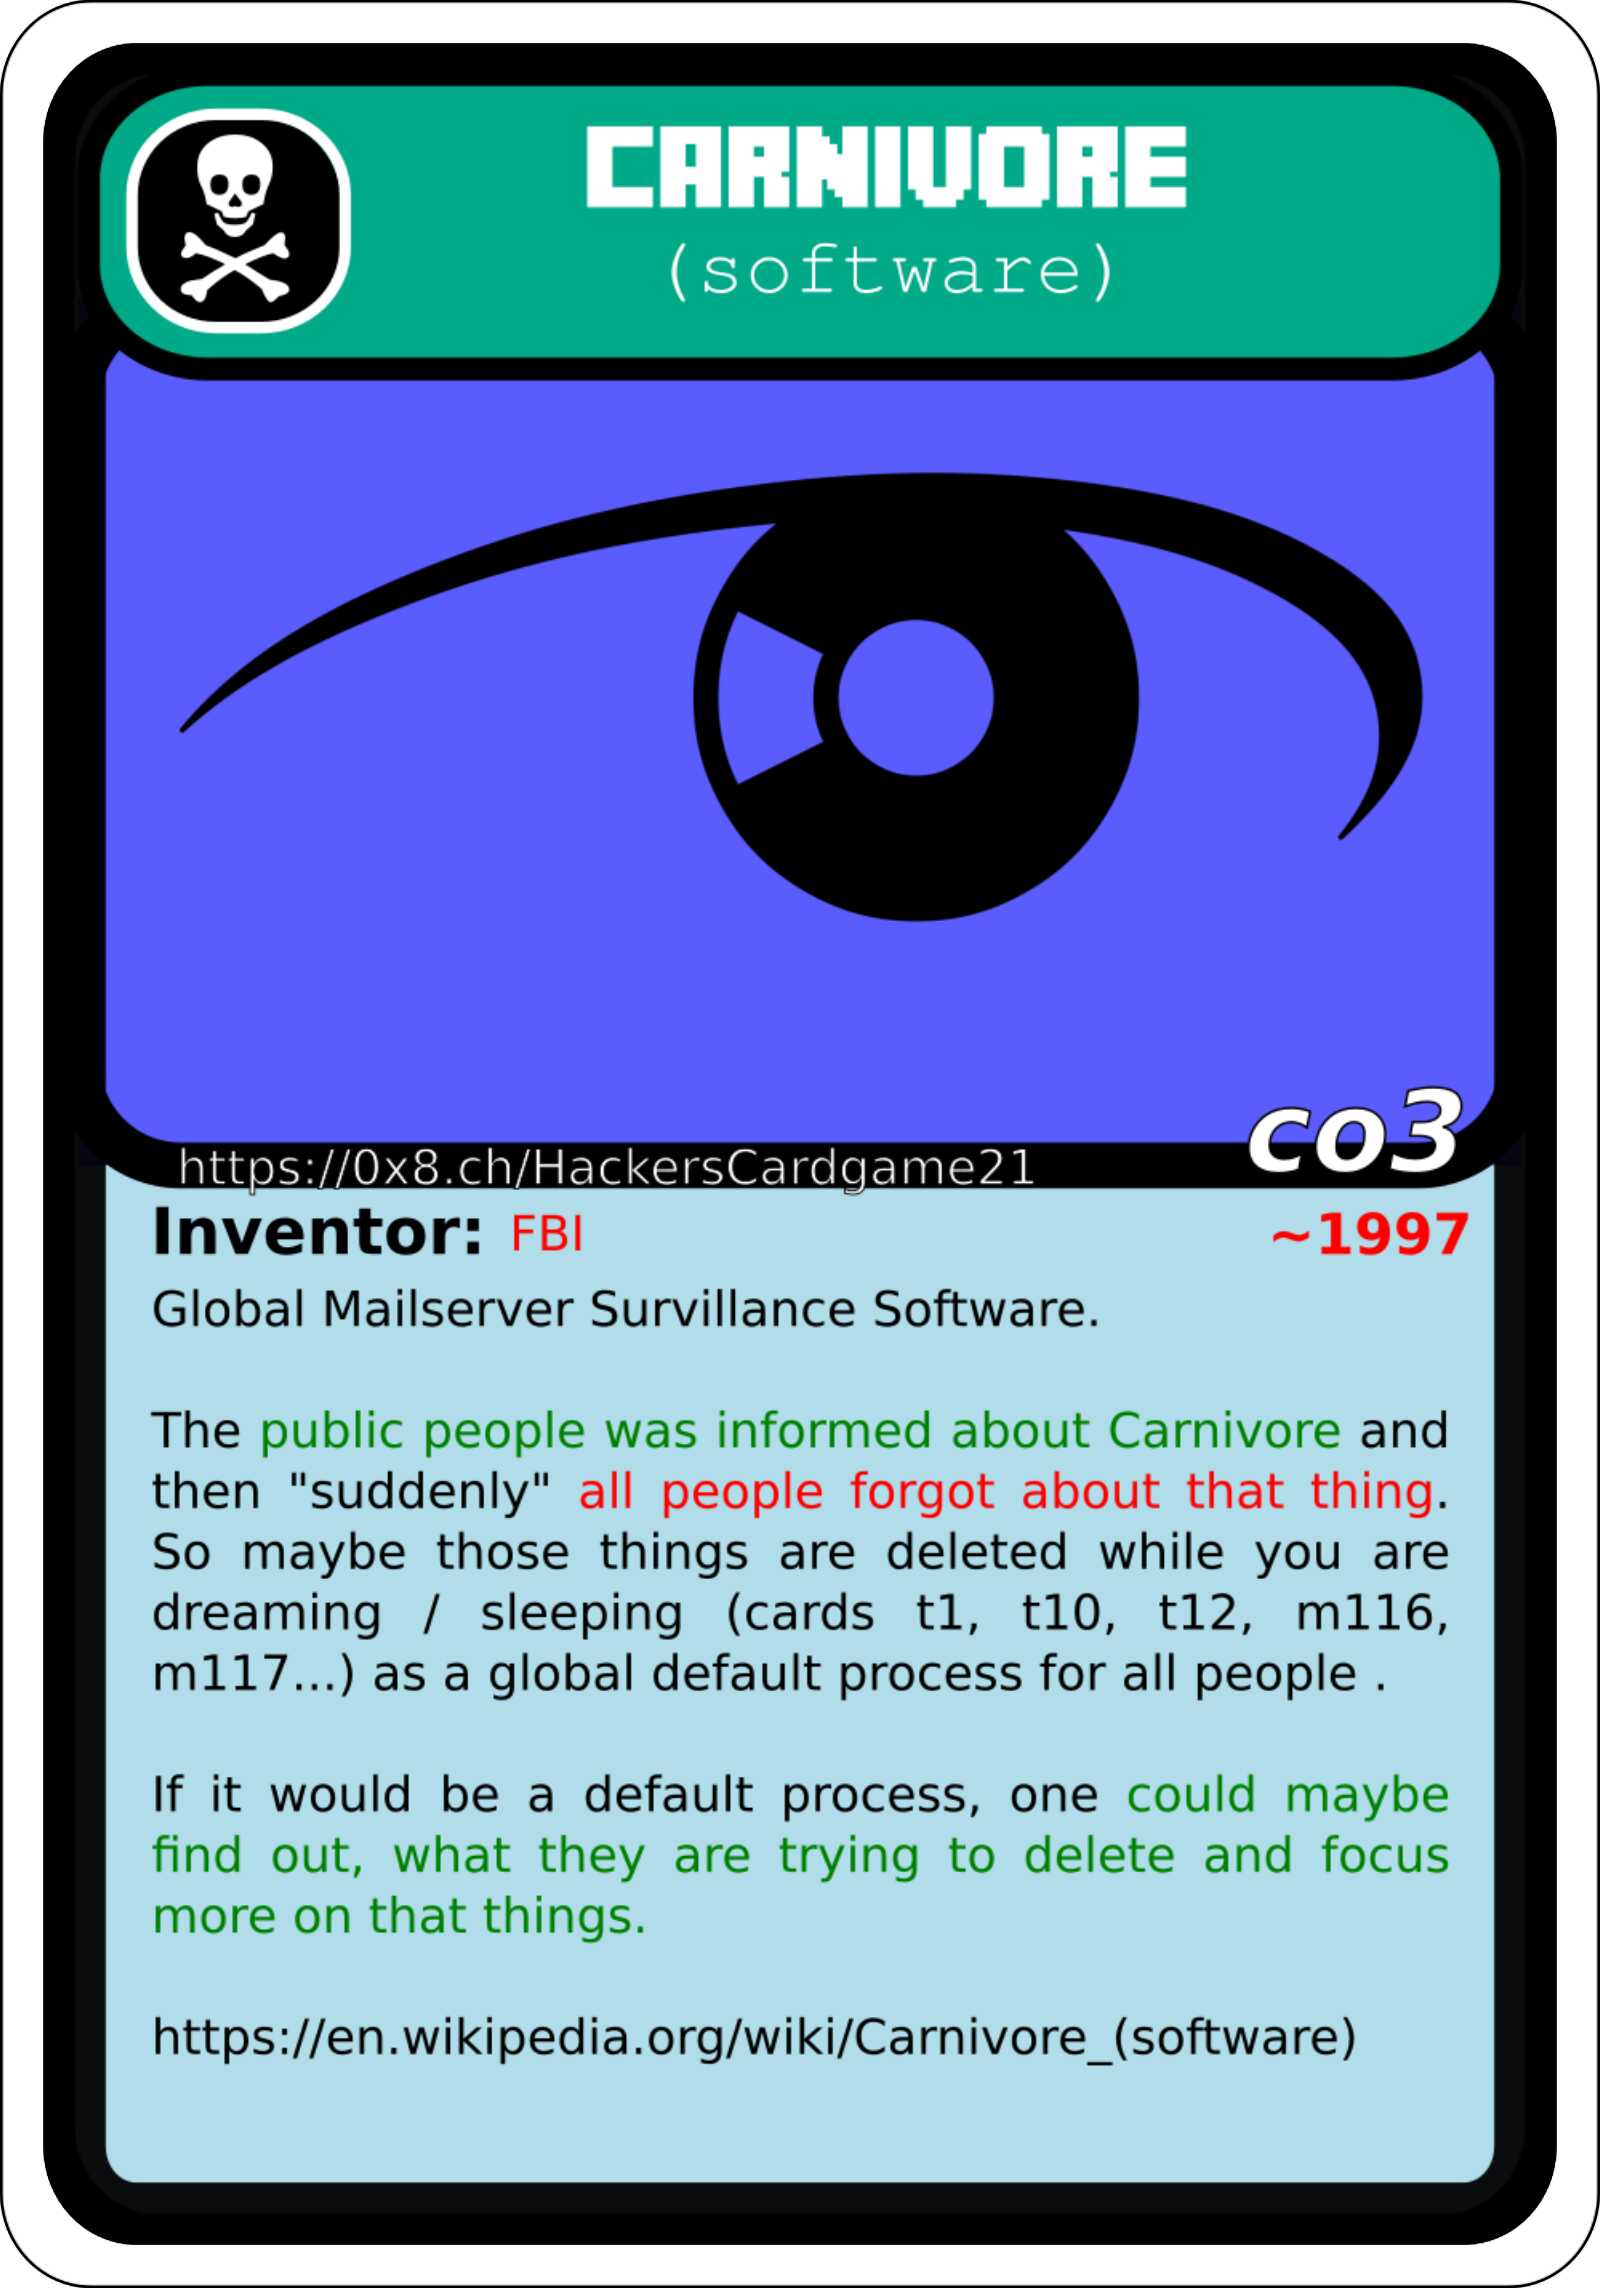 CARNIVORE
(software)
co3
https://0x8.ch/HackersCardgame21
Inventor: FBI ~1997
Global Mailserver Survillance Software.
The public people was informed about Carnivore and
then "suddenly" all people forgot about that thing.
So maybe those things are deleted while you are
dreaming / sleeping (cards t1, t10, t12, m116,
m117...) as a global default process for all people .
If it would be a default process, one could maybe
find out, what they are trying to delete and focus
more on that things.
https://en.wikipedia.org/wiki/Carnivore_(software)